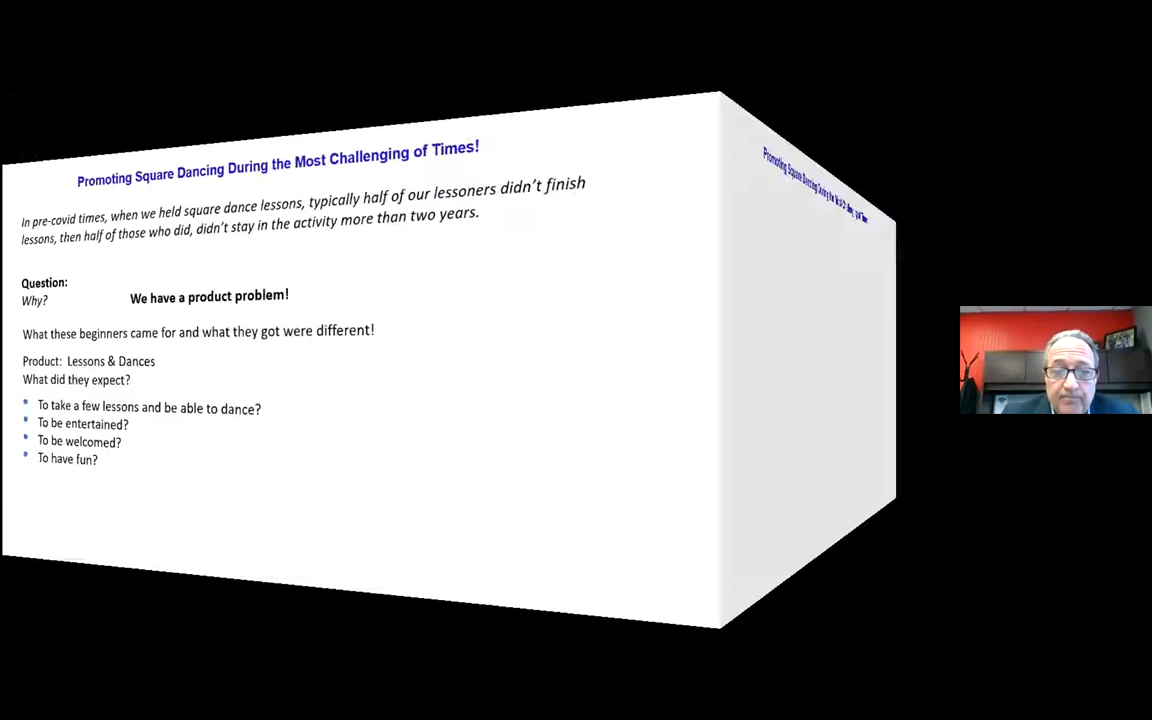 Promoting Square Dancing During the Most Challenging of Times!
In pre-covid times, when we held square dance lessons, typically half of our lessoners didn't finish
lessons, then half of those who did, didn't stay in the activity more than two years.
Question:
Why?
We have a product problem!
What these beginners came for and what they got were different!
Product: Lessons & Dances
What did they expect?
• To take a few lessons and be able to dance?
• To be entertained?
• To be welcomed?
• To have fun?
Promoting Square Dancing During the Most Challenging of Times!